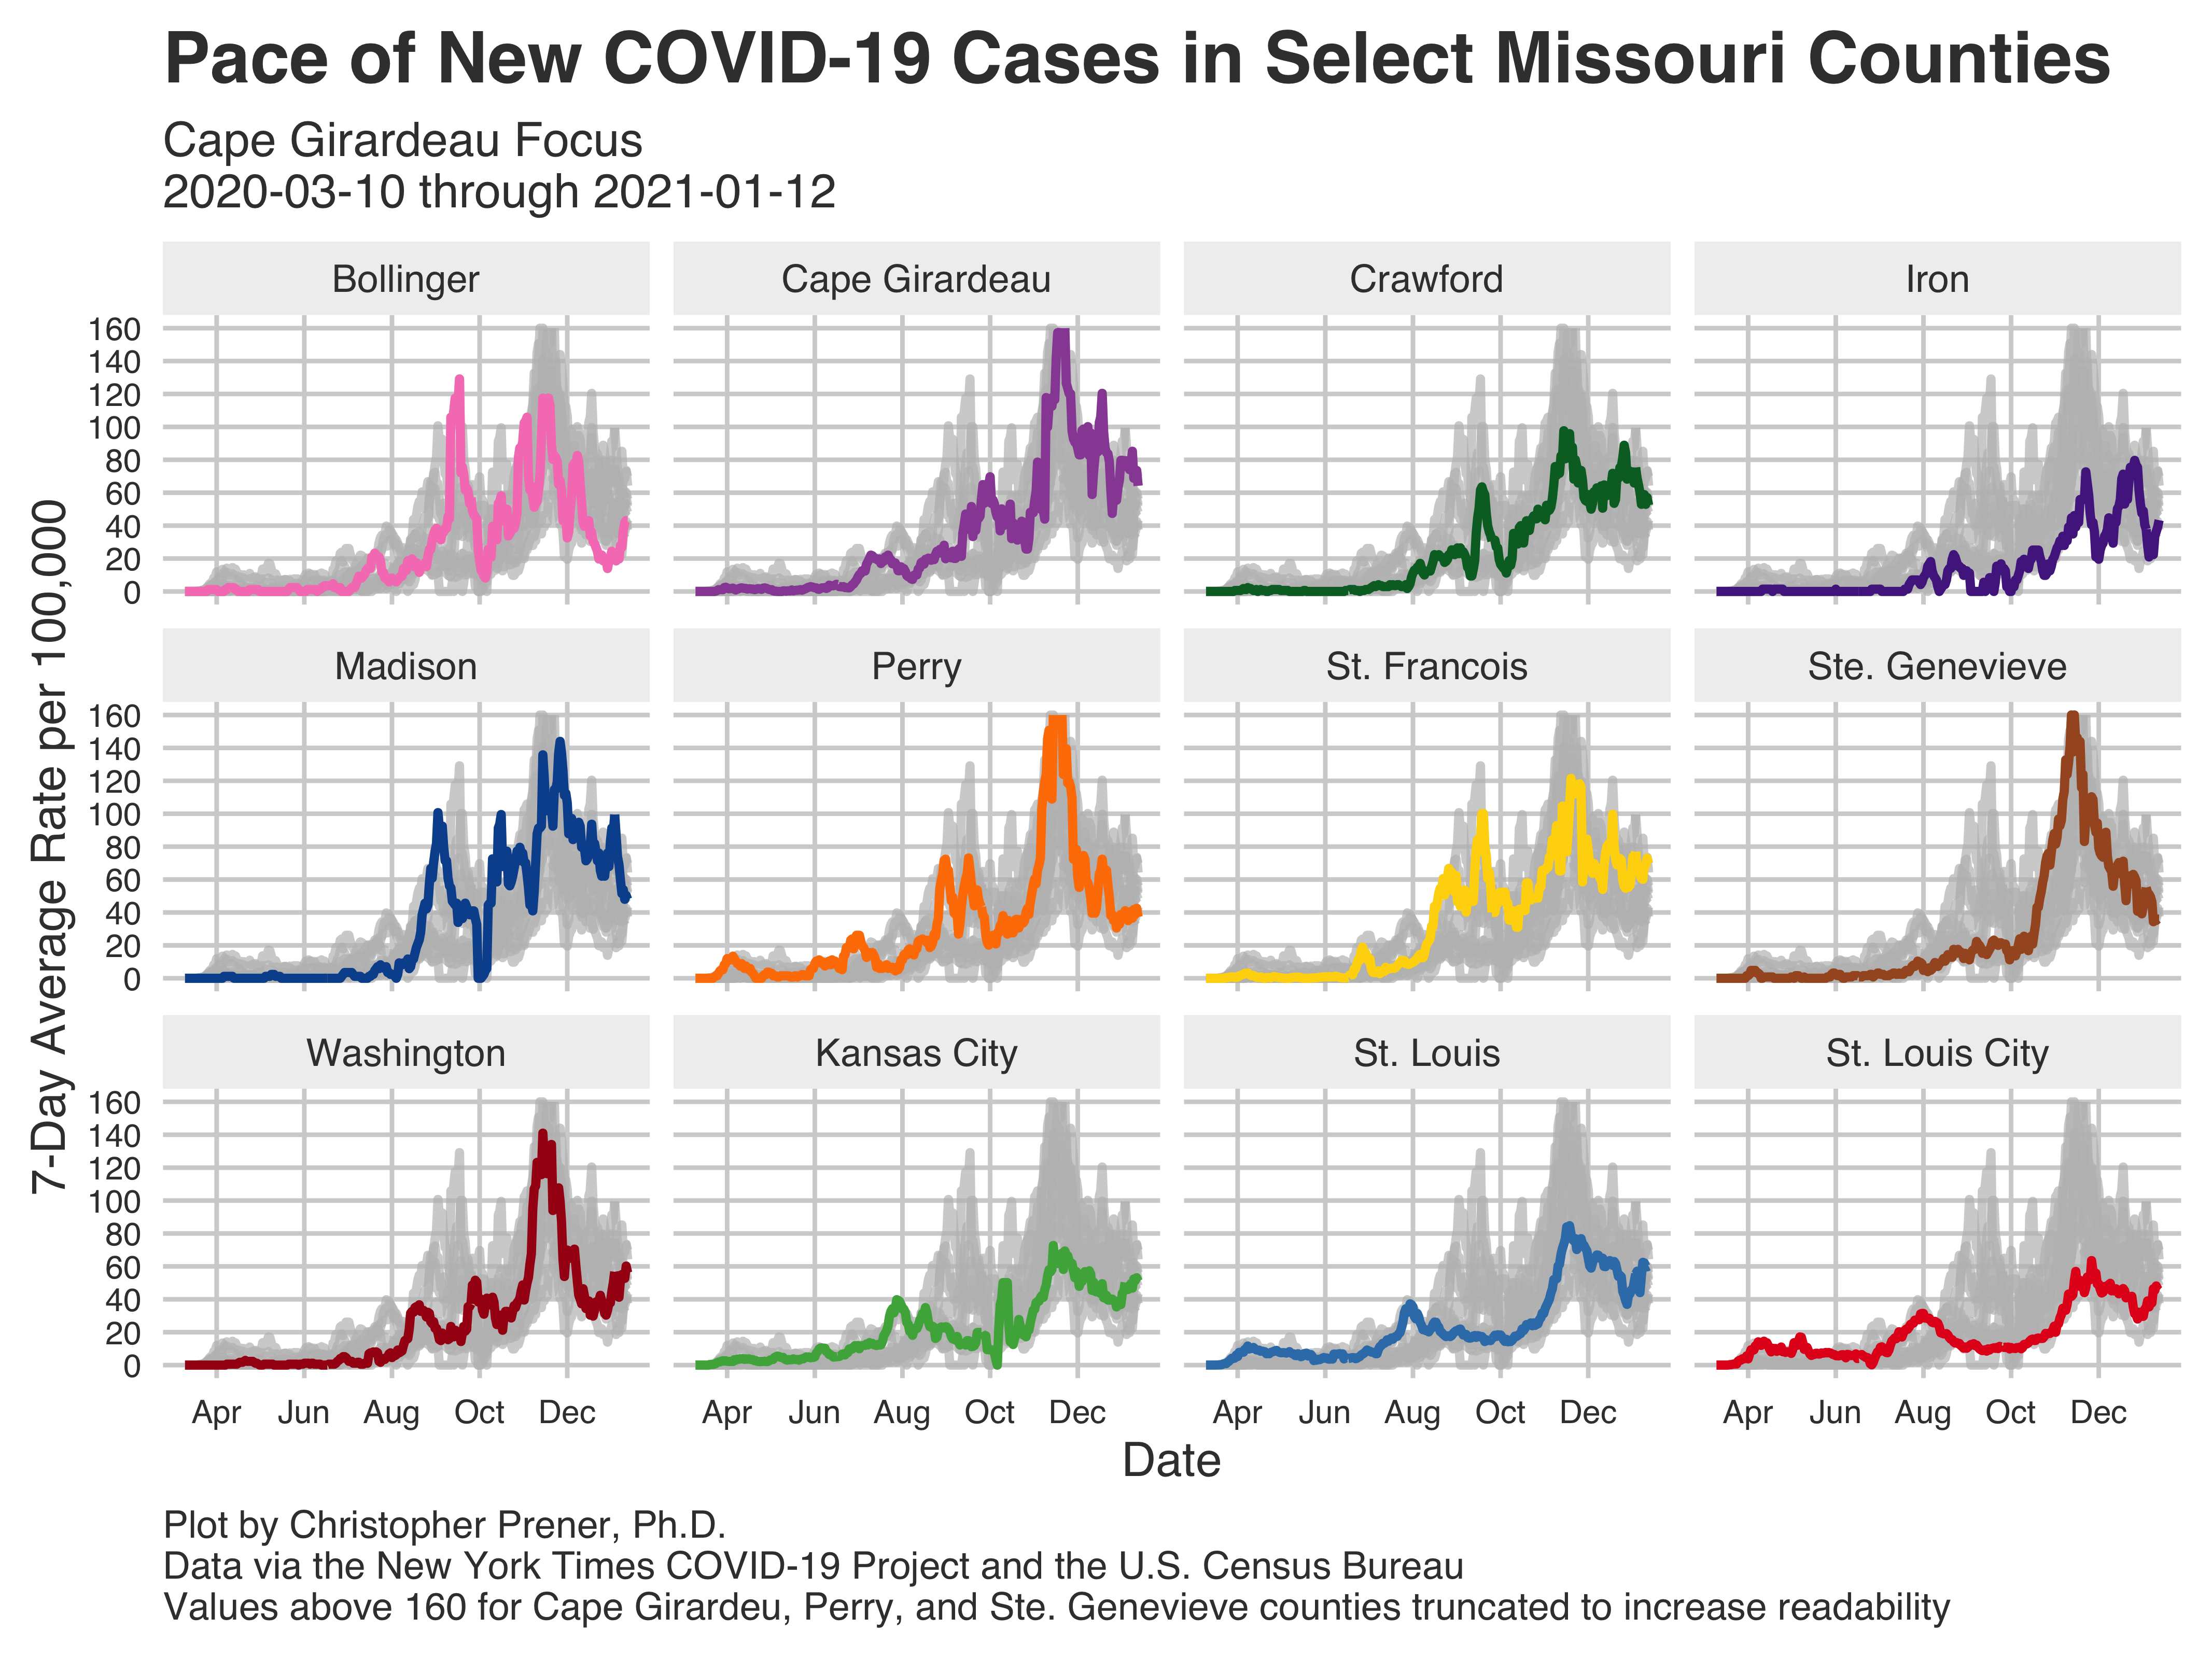 Pace of New COVID-19 Cases in Select Missouri Counties
Cape Girardeau Focus
2020-03-10 through 2021-01-12
Bollinger
Cape Girardeau
Crawford
Iron
160
140
120
100
80
60
40
20
0
Madison
Perry
St. Francois
Ste. Genevieve
160
140
120
100
80
60
40
20
0
Washington
Kansas City
St. Louis
St. Louis City
160
140
120
100
80
60
40
20
0
7-Day Average Rate per 100,000
Apr Jun Aug Oct Dec
Apr Jun Aug Oct Dec
Apr Jun Aug Oct Dec
Apr Jun Aug Oct Dec
Date
Plot by Christopher Prener, Ph.D.
Data via the New York Times COVID-19 Project and the U.S. Census Bureau
Values above 160 for Cape Girardeu, Perry, and Ste. Genevieve counties truncated to increase readability